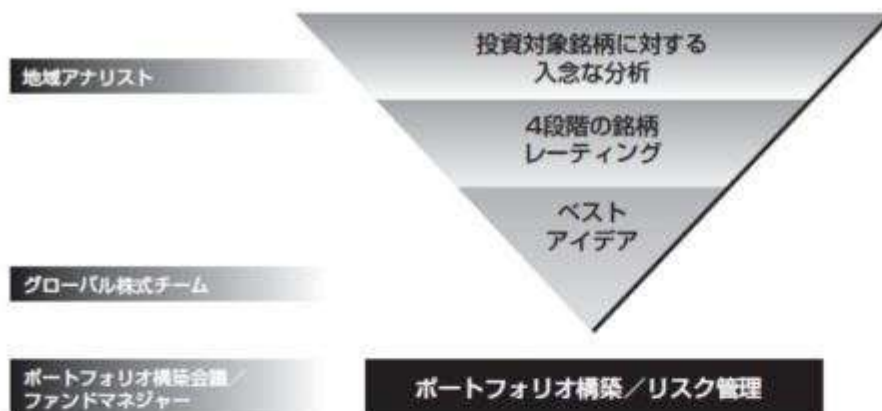 投資対象銘柄に対する
入念な分析
地域アナリスト
4段階の銘柄
レーティング
ベスト
アイデア
グローバル株式チーム
ポートフォリオ構築会議／
ファンドマネジャー
ポートフォリオ構築／リスク管理